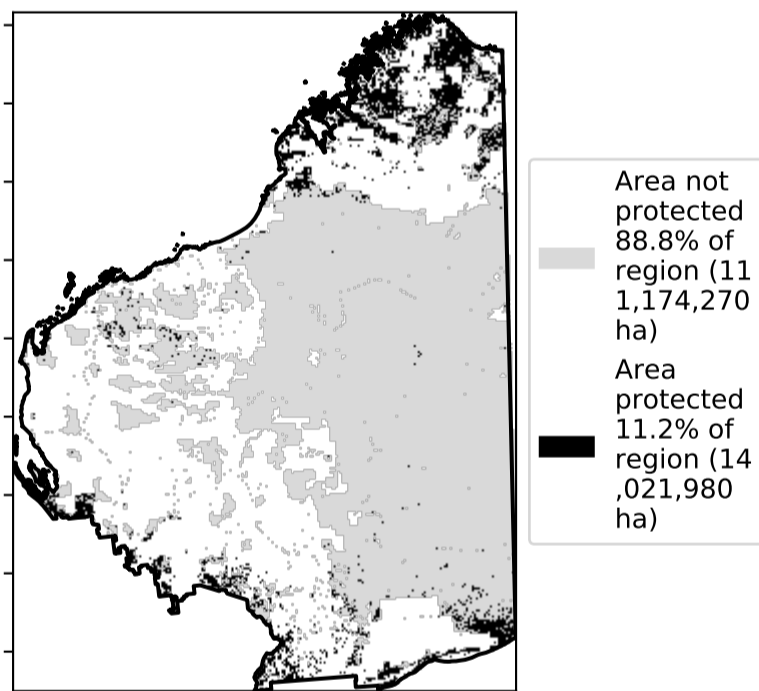 Area not
protected
88.8% of
region (11
1,174,270
ha)
Area
protected
11.2% of
region (14
,021,980
ha)